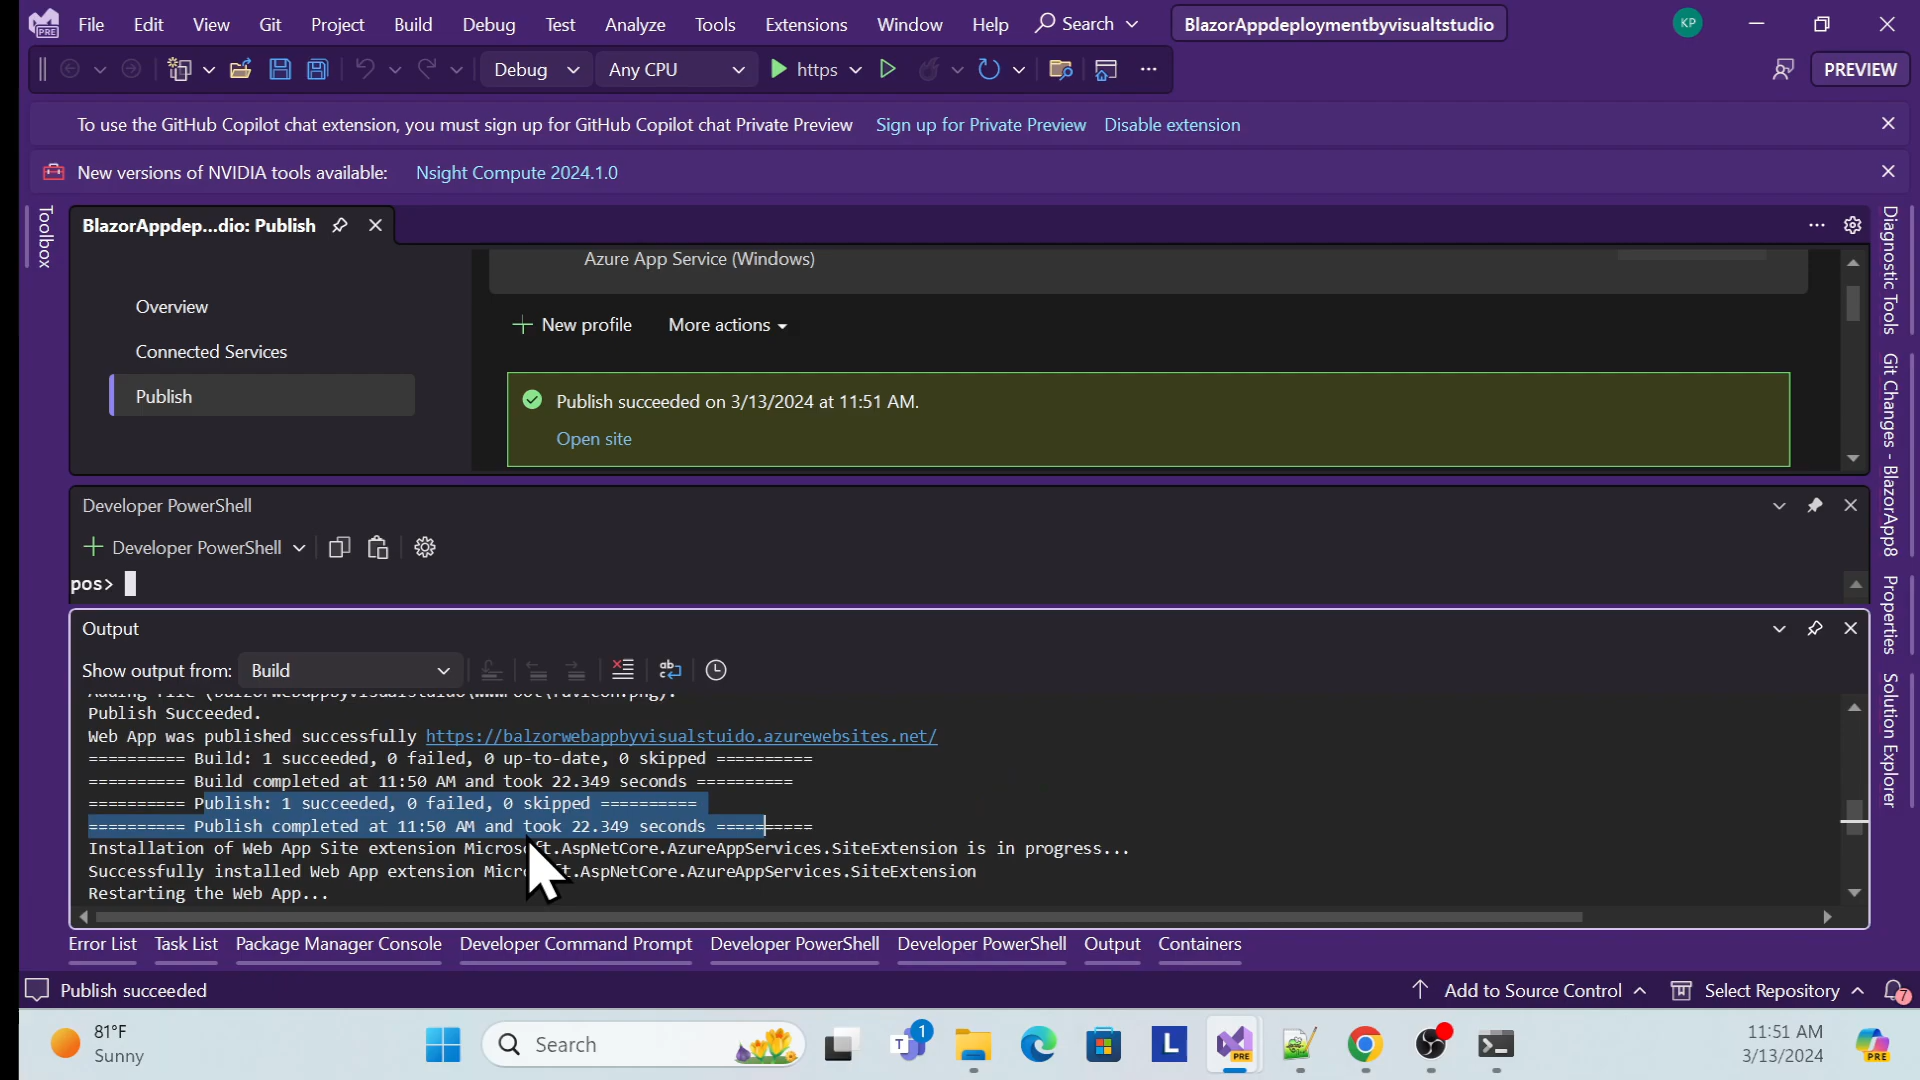 File Edit View Git Project Build Debug Test Analyze Tools Extensions Window Help Search BlazorAppdeploymentbyvisualtstudio KP
Debug Any CPU https PREVIEW
To use the GitHub Copilot chat extension, you must sign up for GitHub Copilot chat Private Preview Sign up for Private Preview Disable extension
New versions of NVIDIA tools available: Nsight Compute 2024.1.0
Toolbox
BlazorAppdep...dio: Publish
Overview
Connected Services
Publish
Azure App Service (Windows)
New profile More actions
Publish succeeded on 3/13/2024 at 11:51 AM.
Open site
Diagnostic Tools
Git Changes - BlazorApp8
Properties
Solution Explorer
Developer PowerShell
Developer PowerShell
pos>
Output
Show output from: Build
Publish Succeeded.
Web App was published successfully https://balzorwebappbyvisualstuido.azurewebsites.net/
========== Build: 1 succeeded, 0 failed, 0 up-to-date, 0 skipped ==========
========== Build completed at 11:50 AM and took 22.349 seconds ==========
========== Publish: 1 succeeded, 0 failed, 0 skipped ==========
========== Publish completed at 11:50 AM and took 22.349 seconds ==========
Installation of Web App Site extension Microsoft.AspNetCore.AzureAppServices.SiteExtension is in progress...
Successfully installed Web App extension Microsoft.AspNetCore.AzureAppServices.SiteExtension
Restarting the Web App...
Error List Task List Package Manager Console Developer Command Prompt Developer PowerShell Developer PowerShell Output Containers
Publish succeeded Add to Source Control Select Repository 7
81°F
Sunny
Search
1
L
PRE
11:51 AM
3/13/2024
PRE